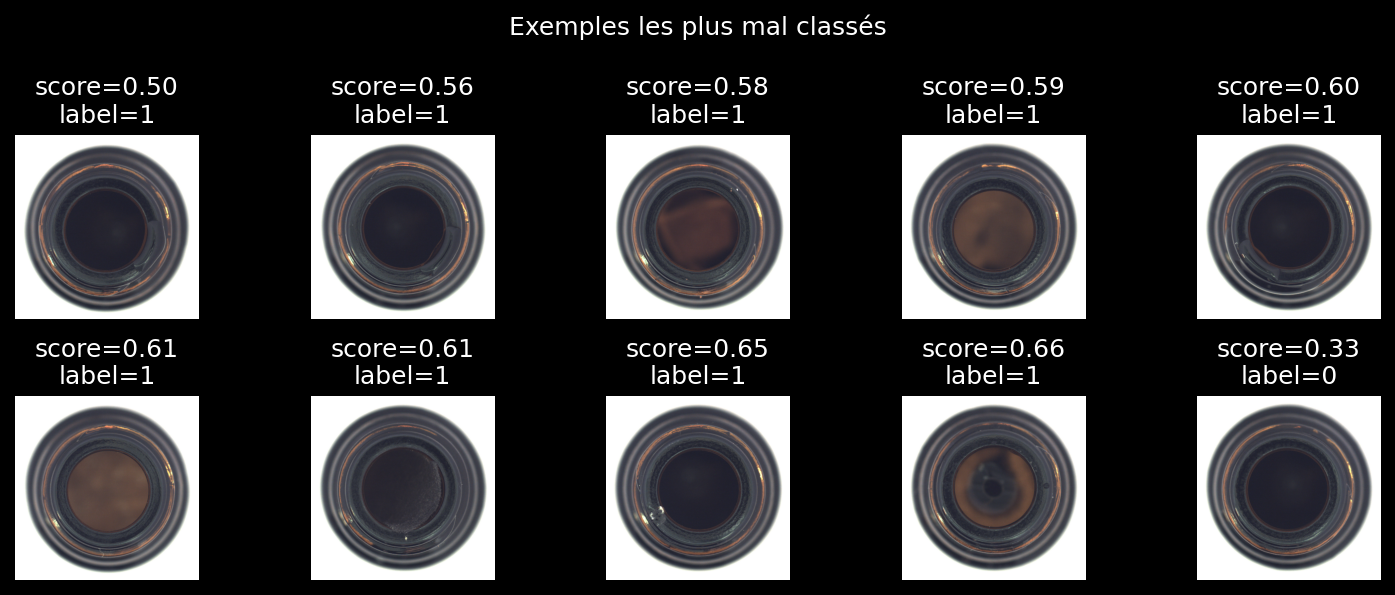 Exemples les plus mal classés
score=0.50
label=1
score=0.56
label=1
score=0.58
label=1
score=0.59
label=1
score=0.60
label=1
score=0.61
label=1
score=0.61
label=1
score=0.65
label=1
score=0.66
label=1
score=0.33
label=0